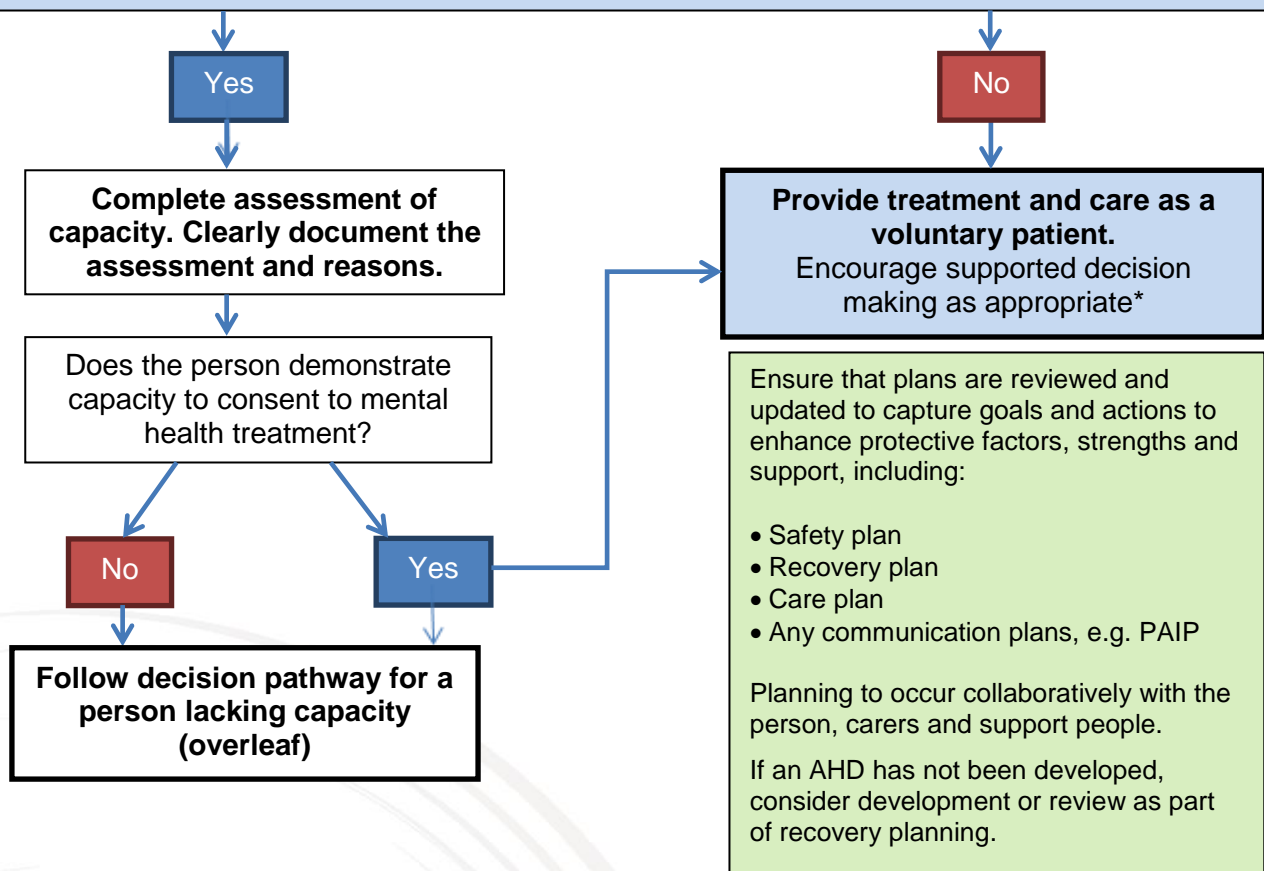 Yes
No
Complete assessment of
capacity. Clearly document the
assessment and reasons.
Provide treatment and care as a
voluntary patient.
Encourage supported decision
making as appropriate*
Does the person demonstrate
capacity to consent to mental
health treatment?
No
Yes
Follow decision pathway for a
person lacking capacity
(overleaf)
Ensure that plans are reviewed and
updated to capture goals and actions to
enhance protective factors, strengths and
support, including:
• Safety plan
• Recovery plan
• Care plan
• Any communication plans, e.g. PAIP
Planning to occur collaboratively with the
person, carers and support people.
If an AHD has not been developed,
consider development or review as part
of recovery planning.